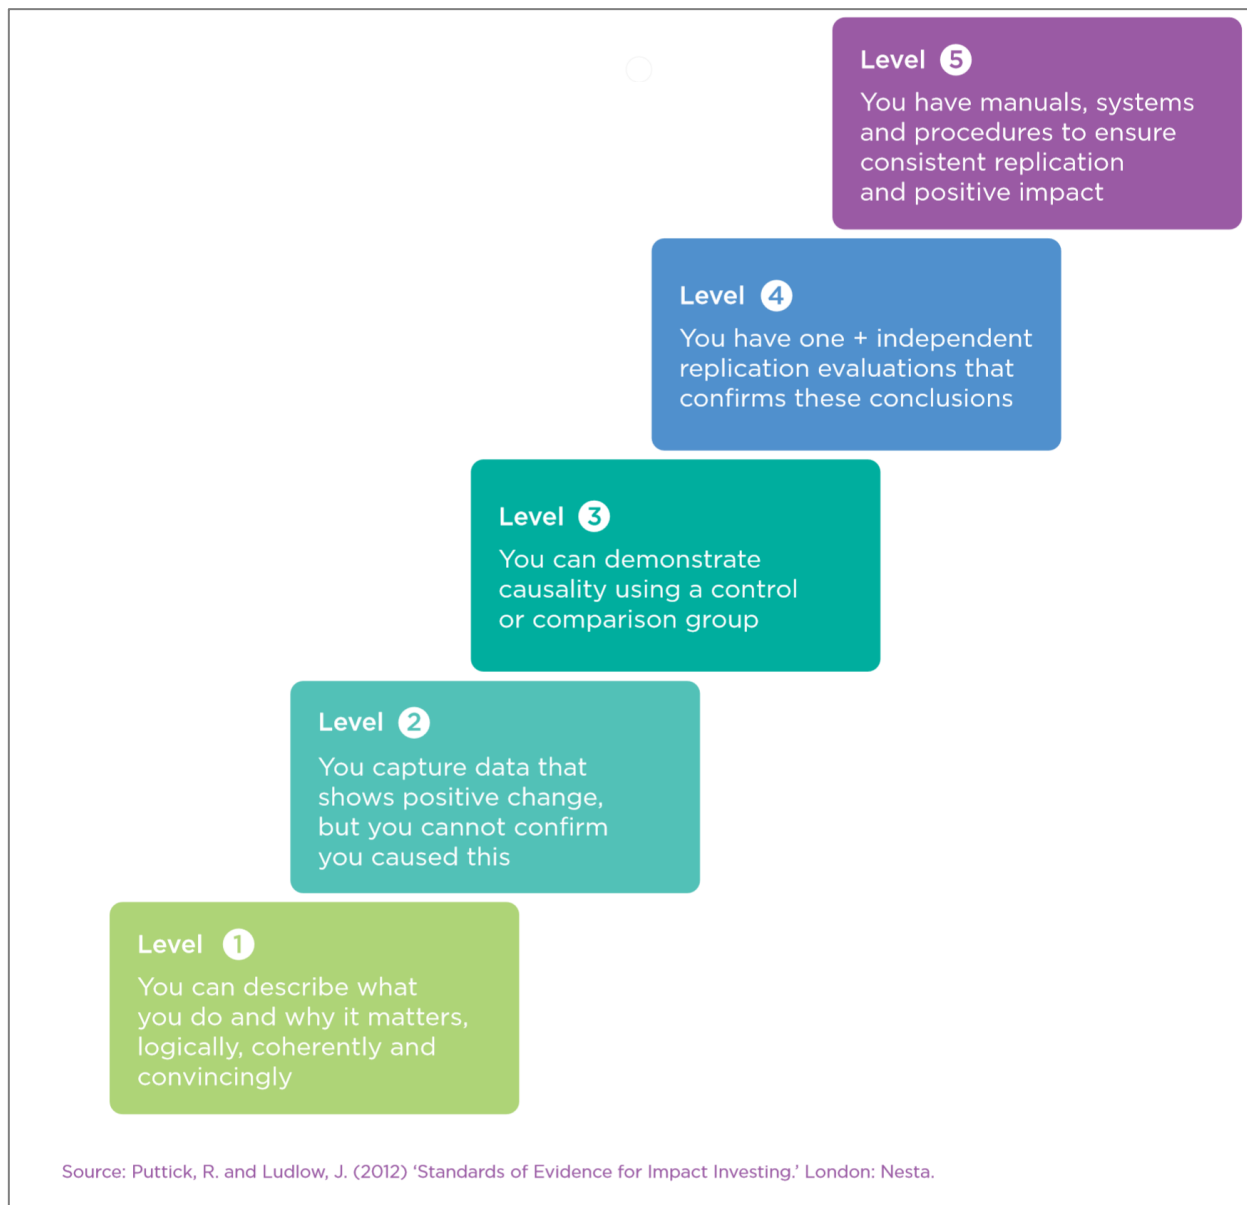 Level 5
You have manuals, systems
and procedures to ensure
consistent replication
and positive impact
Level 4
You have one + independent
replication evaluations that
confirms these conclusions
Level 3
You can demonstrate
causality using a control
or comparison group
Level 2
You capture data that
shows positive change,
but you cannot confirm
you caused this
Level 1
You can describe what
you do and why it matters,
logically, coherently and
convincingly
Source: Puttick, R. and Ludlow, J. (2012) ‘Standards of Evidence for Impact Investing.’ London: Nesta.